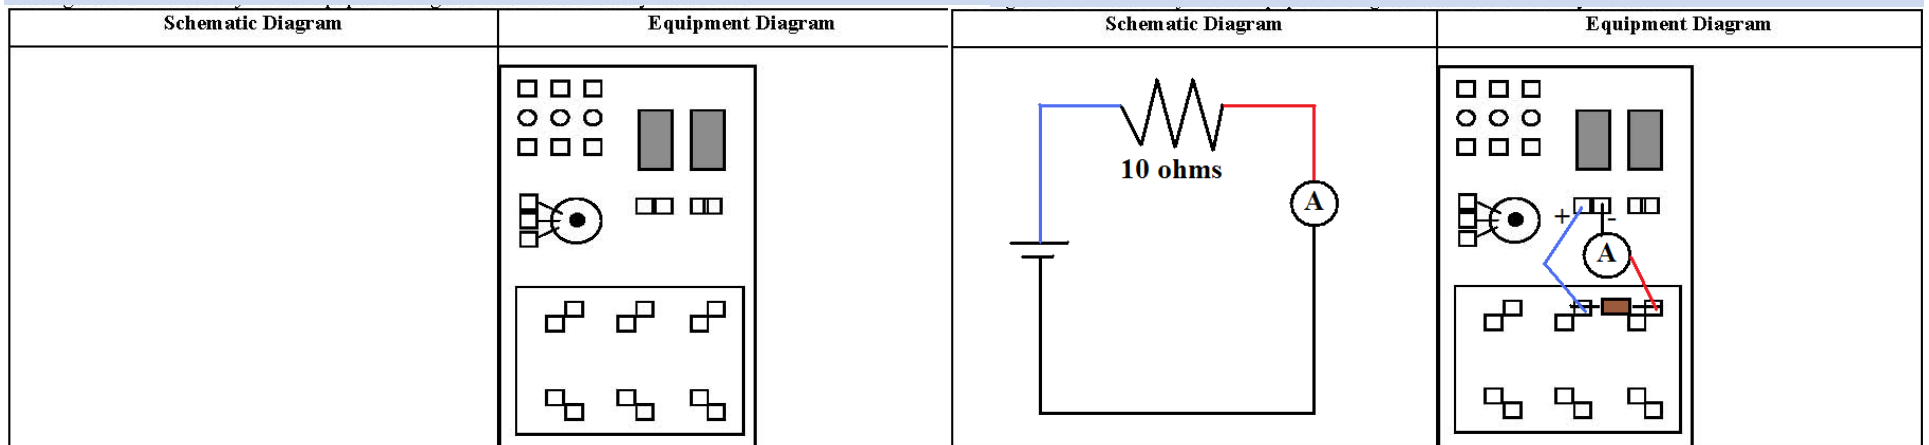 Schematic Diagram
Equipment Diagram
Schematic Diagram
Equipment Diagram
10 ohms
A
+
-
A